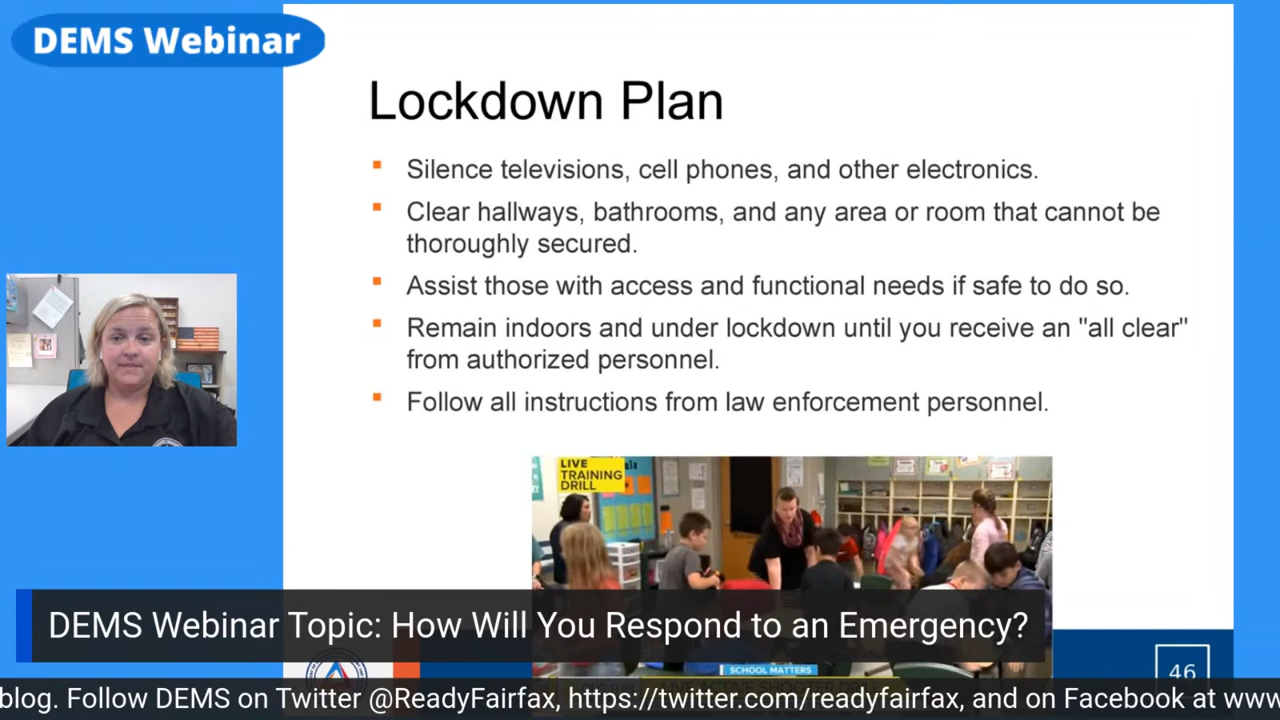 DEMS Webinar
Lockdown Plan
Silence televisions, cell phones, and other electronics.
Clear hallways, bathrooms, and any area or room that cannot be
thoroughly secured.
Assist those with access and functional needs if safe to do so.
Remain indoors and under lockdown until you receive an "all clear"
from authorized personnel.
Follow all instructions from law enforcement personnel.
LIVE
TRAINING
DRILL
DEMS Webinar Topic: How Will You Respond to an Emergency?
SCHOOL MATTERS
46
blog. Follow DEMS on Twitter @ReadyFairfax, https://twitter.com/readyfairfax, and on Facebook at www